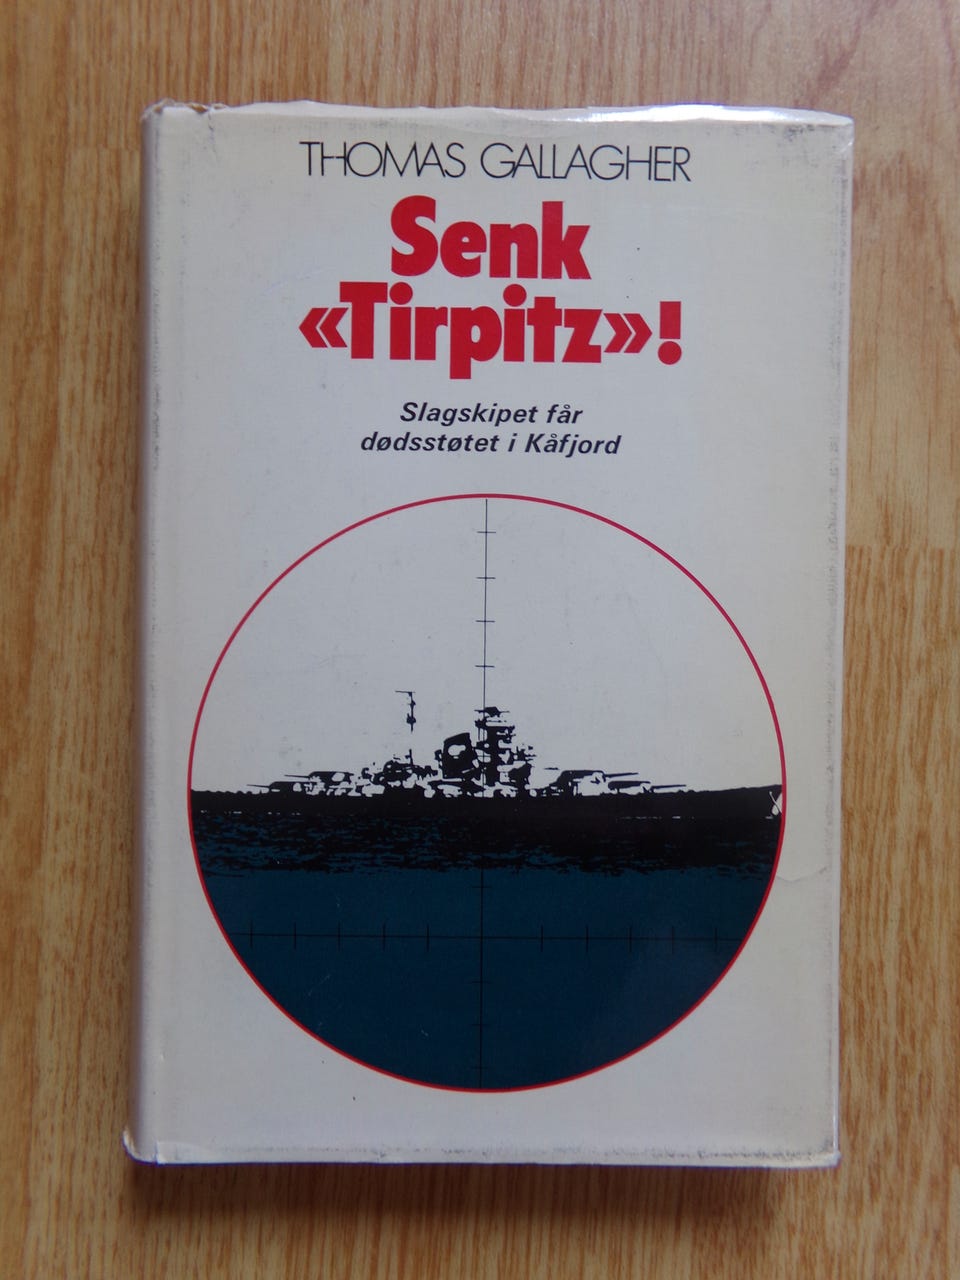 THOMAS GALLAGHER
Senk
«Tirpitz»!
Slagskipet får
dødsstøtet i Kåfjord